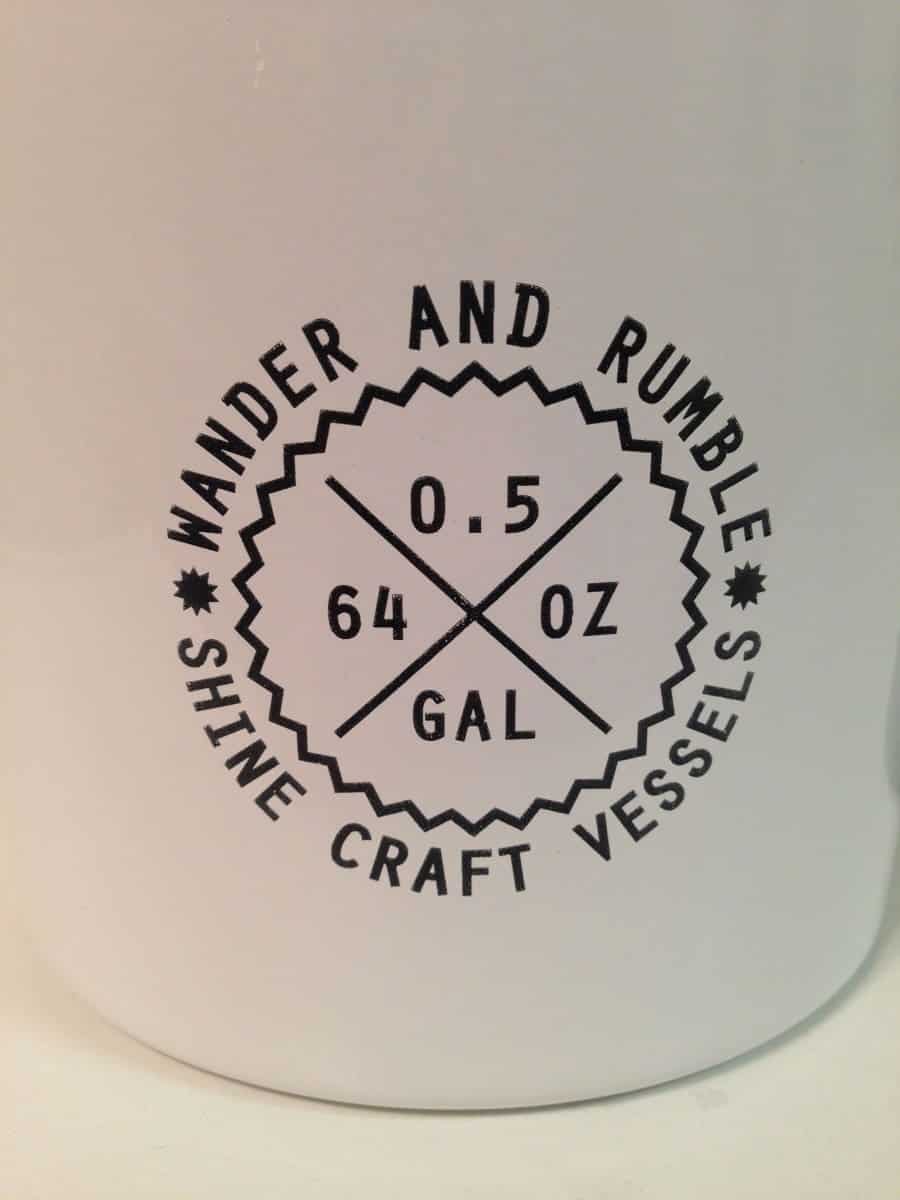 WANDER AND RUMBLE
0.5
64 OZ
GAL
SHINE CRAFT VESSELS